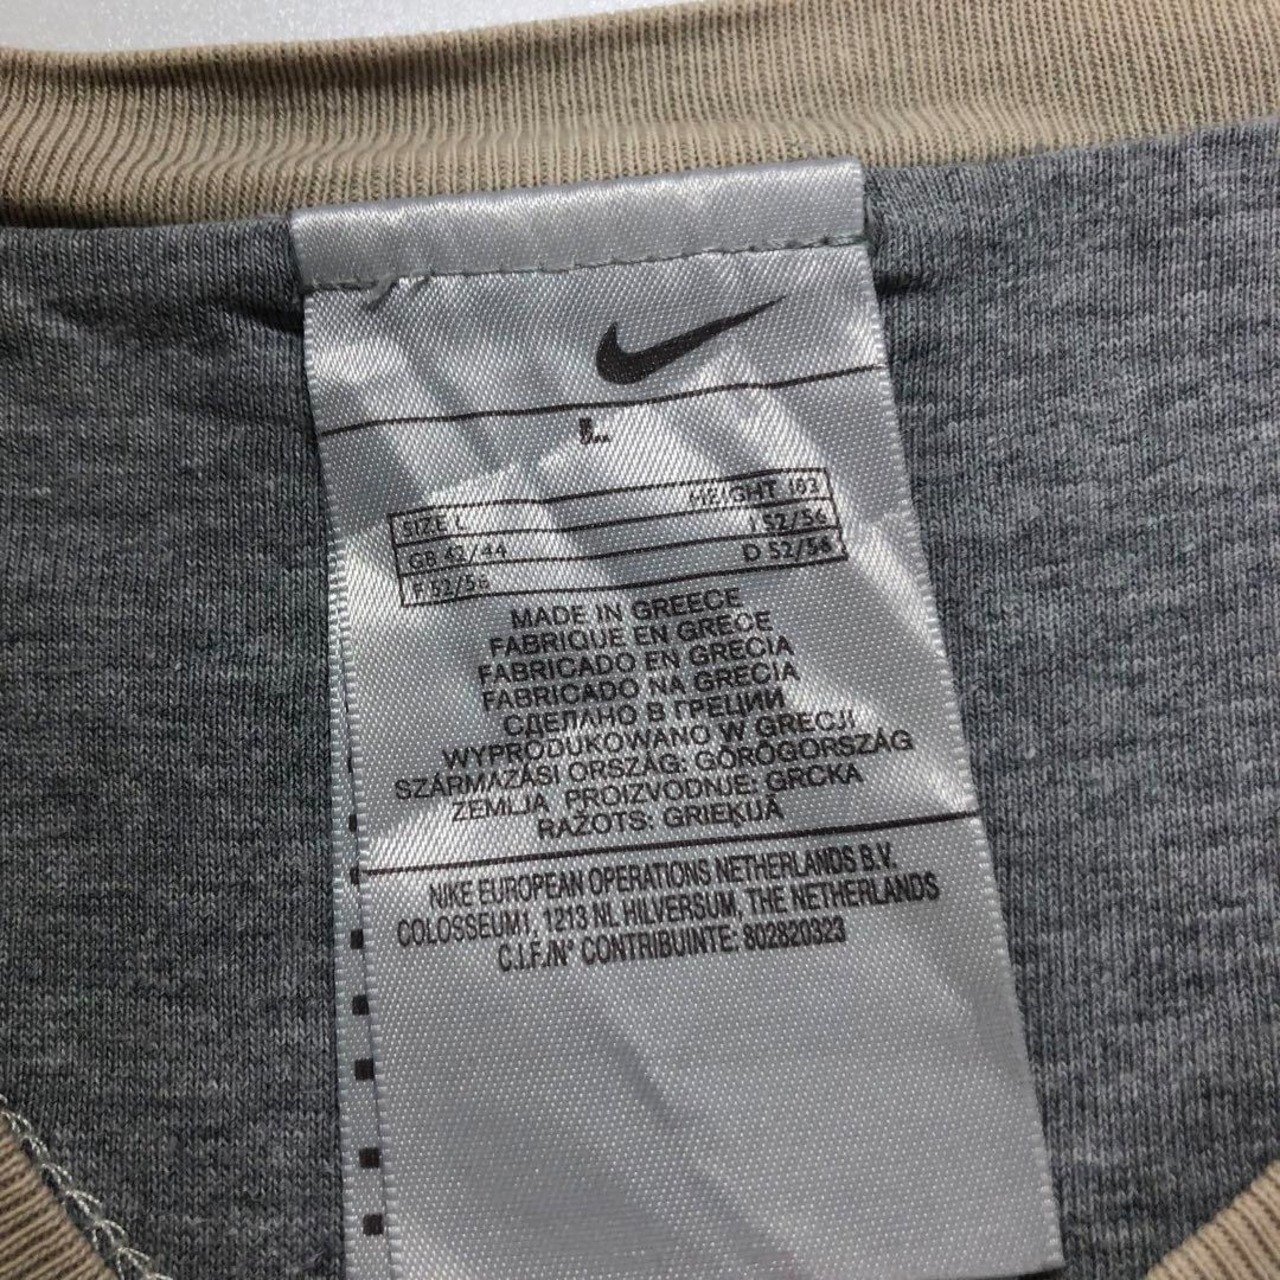 L
SIZE L HEIGHT 183
GB 42/44 I 52/56
F 52/56 D 52/56
MADE IN GREECE
FABRIQUE EN GRECE
FABRICADO EN GRECIA
FABRICADO NA GRECIA
СДЕЛАНО В ГРЕЦИИ
WYPRODUKOWANO W GRECJI
SZÁRMAZÁSI ORSZÁG: GÖRÖGORSZÁG
ZEMLJA PROIZVODNJE: GRCKA
RAŽOTS: GRIEĶIJĀ
NIKE EUROPEAN OPERATIONS NETHERLANDS B.V.
COLOSSEUM1, 1213 NL HILVERSUM, THE NETHERLANDS
C.I.F./N° CONTRIBUINTE: 802820323